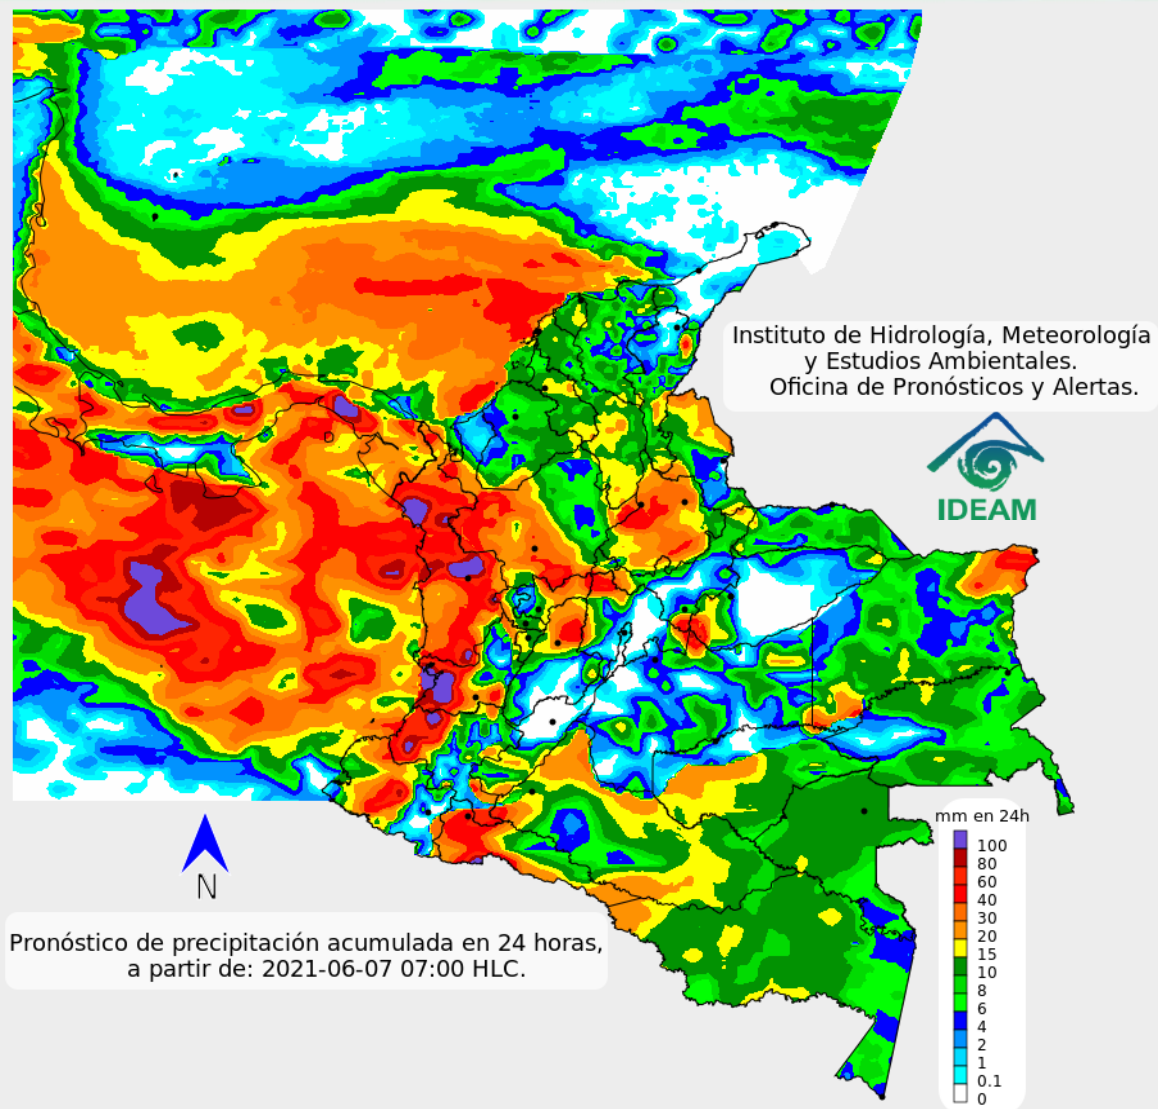 Instituto de Hidrología, Meteorología
y Estudios Ambientales.
Oficina de Pronósticos y Alertas.
IDEAM
mm en 24h
100
80
60
40
30
20
15
10
8
6
4
2
1
0.1
0
N
Pronóstico de precipitación acumulada en 24 horas,
a partir de: 2021-06-07 07:00 HLC.